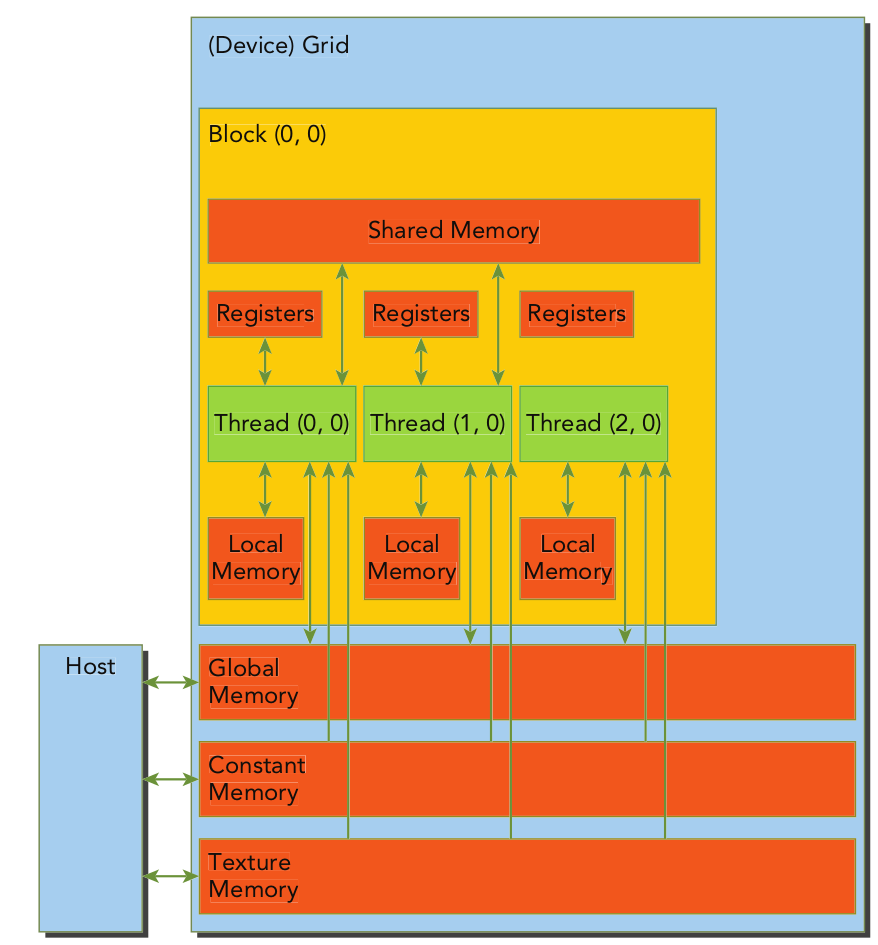 (Device) Grid
Block (0, 0)
Shared Memory
Registers
Registers
Registers
Thread (0, 0)
Thread (1, 0)
Thread (2, 0)
Local
Memory
Local
Memory
Local
Memory
Host
Global
Memory
Constant
Memory
Texture
Memory